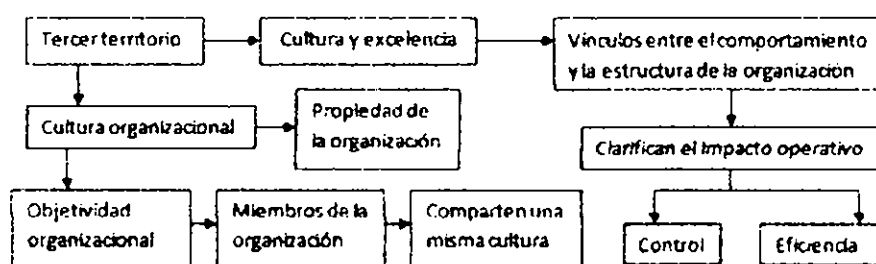 Tercer territorio
Cultura y excelencia
Vínculos entre el comportamiento
y la estructura de la organización
Cultura organizacional
Propiedad de
la organización
Clarifican el impacto operativo
Objetividad
organizacional
Miembros de la
organización
Comparten una
misma cultura
Control
Eficiencia